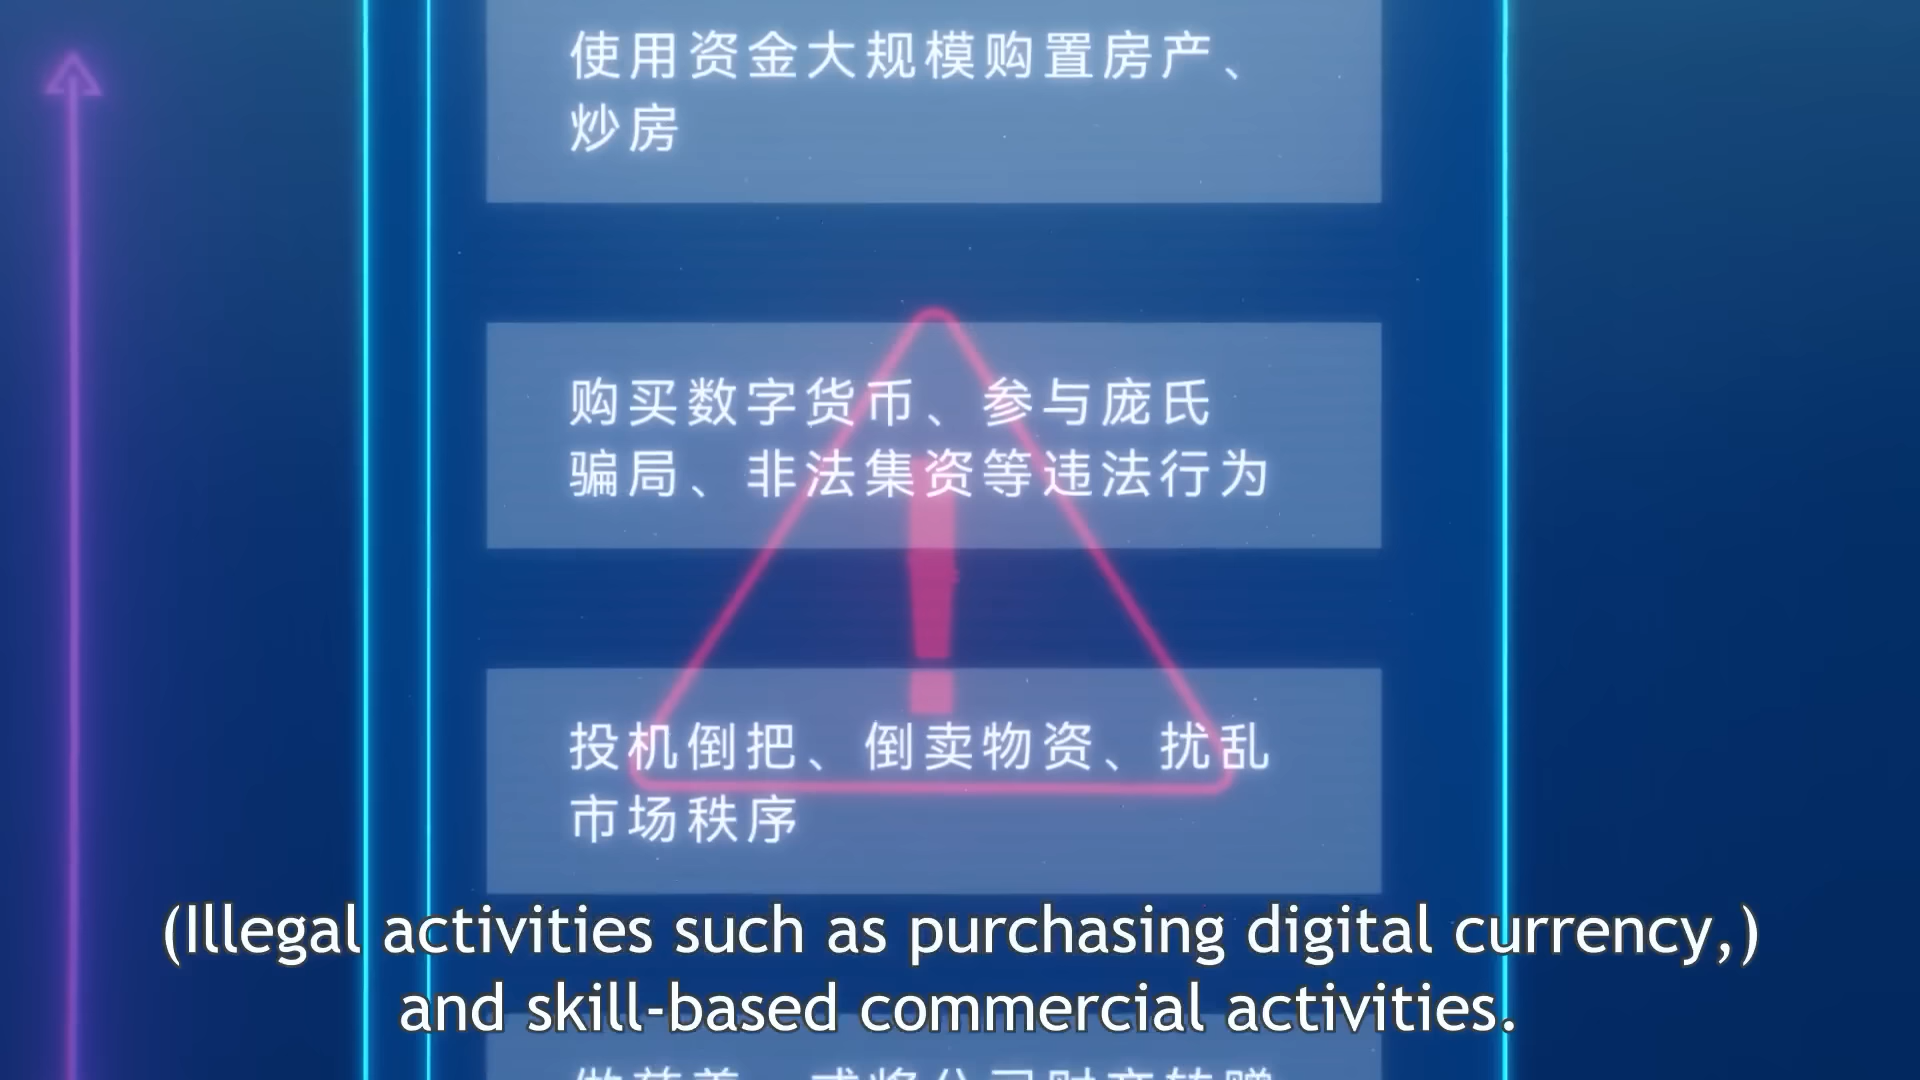 使用资金大规模购置房产、
炒房
购买数字货币、参与庞氏
骗局、非法集资等违法行为
投机倒把、倒卖物资、扰乱
市场秩序
(Illegal activities such as purchasing digital currency,)
and skill-based commercial activities.